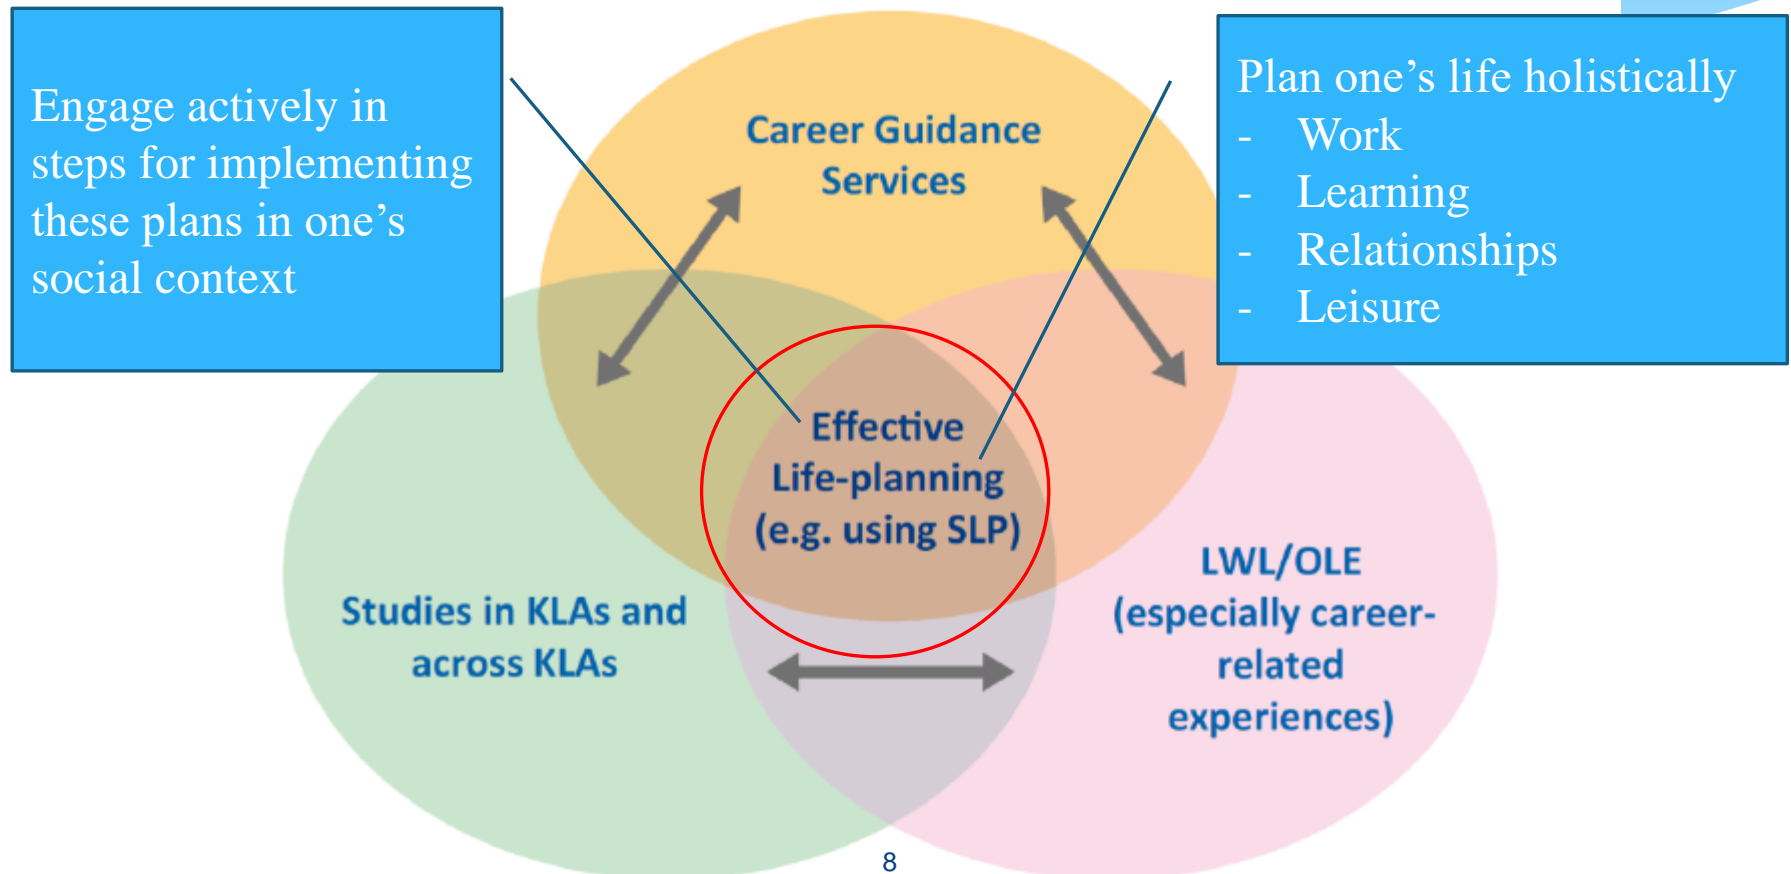 Engage actively in
steps for implementing
these plans in one’s
social context
Plan one’s life holistically
- Work
- Learning
- Relationships
- Leisure
Career Guidance
Services
Effective
Life-planning
(e.g. using SLP)
Studies in KLAs and
across KLAs
LWL/OLE
(especially career-
related
experiences)
8